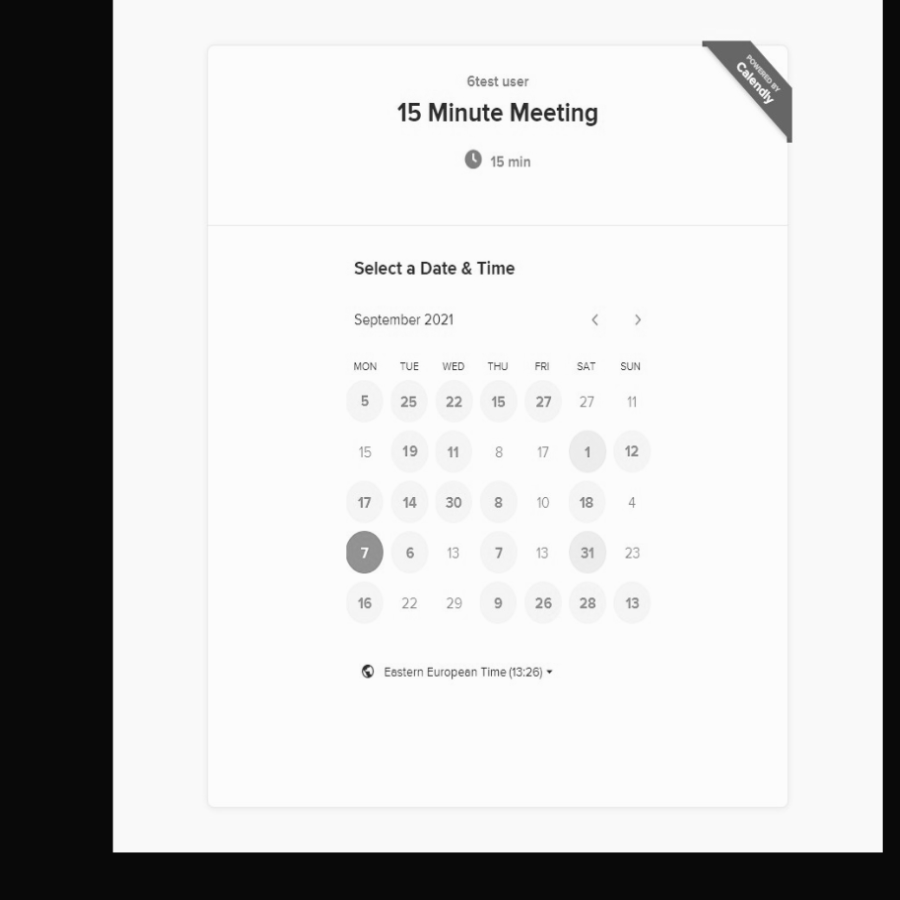 POWERED BY
Calendly
6test user
15 Minute Meeting
15 min
Select a Date & Time
September 2021
MON TUE WED THU FRI SAT SUN
5 25 22 15 27 27 11
15 19 11 8 17 1 12
17 14 30 8 10 18 4
7 6 13 7 13 31 23
16 22 29 9 26 28 13
Eastern European Time (13:26)